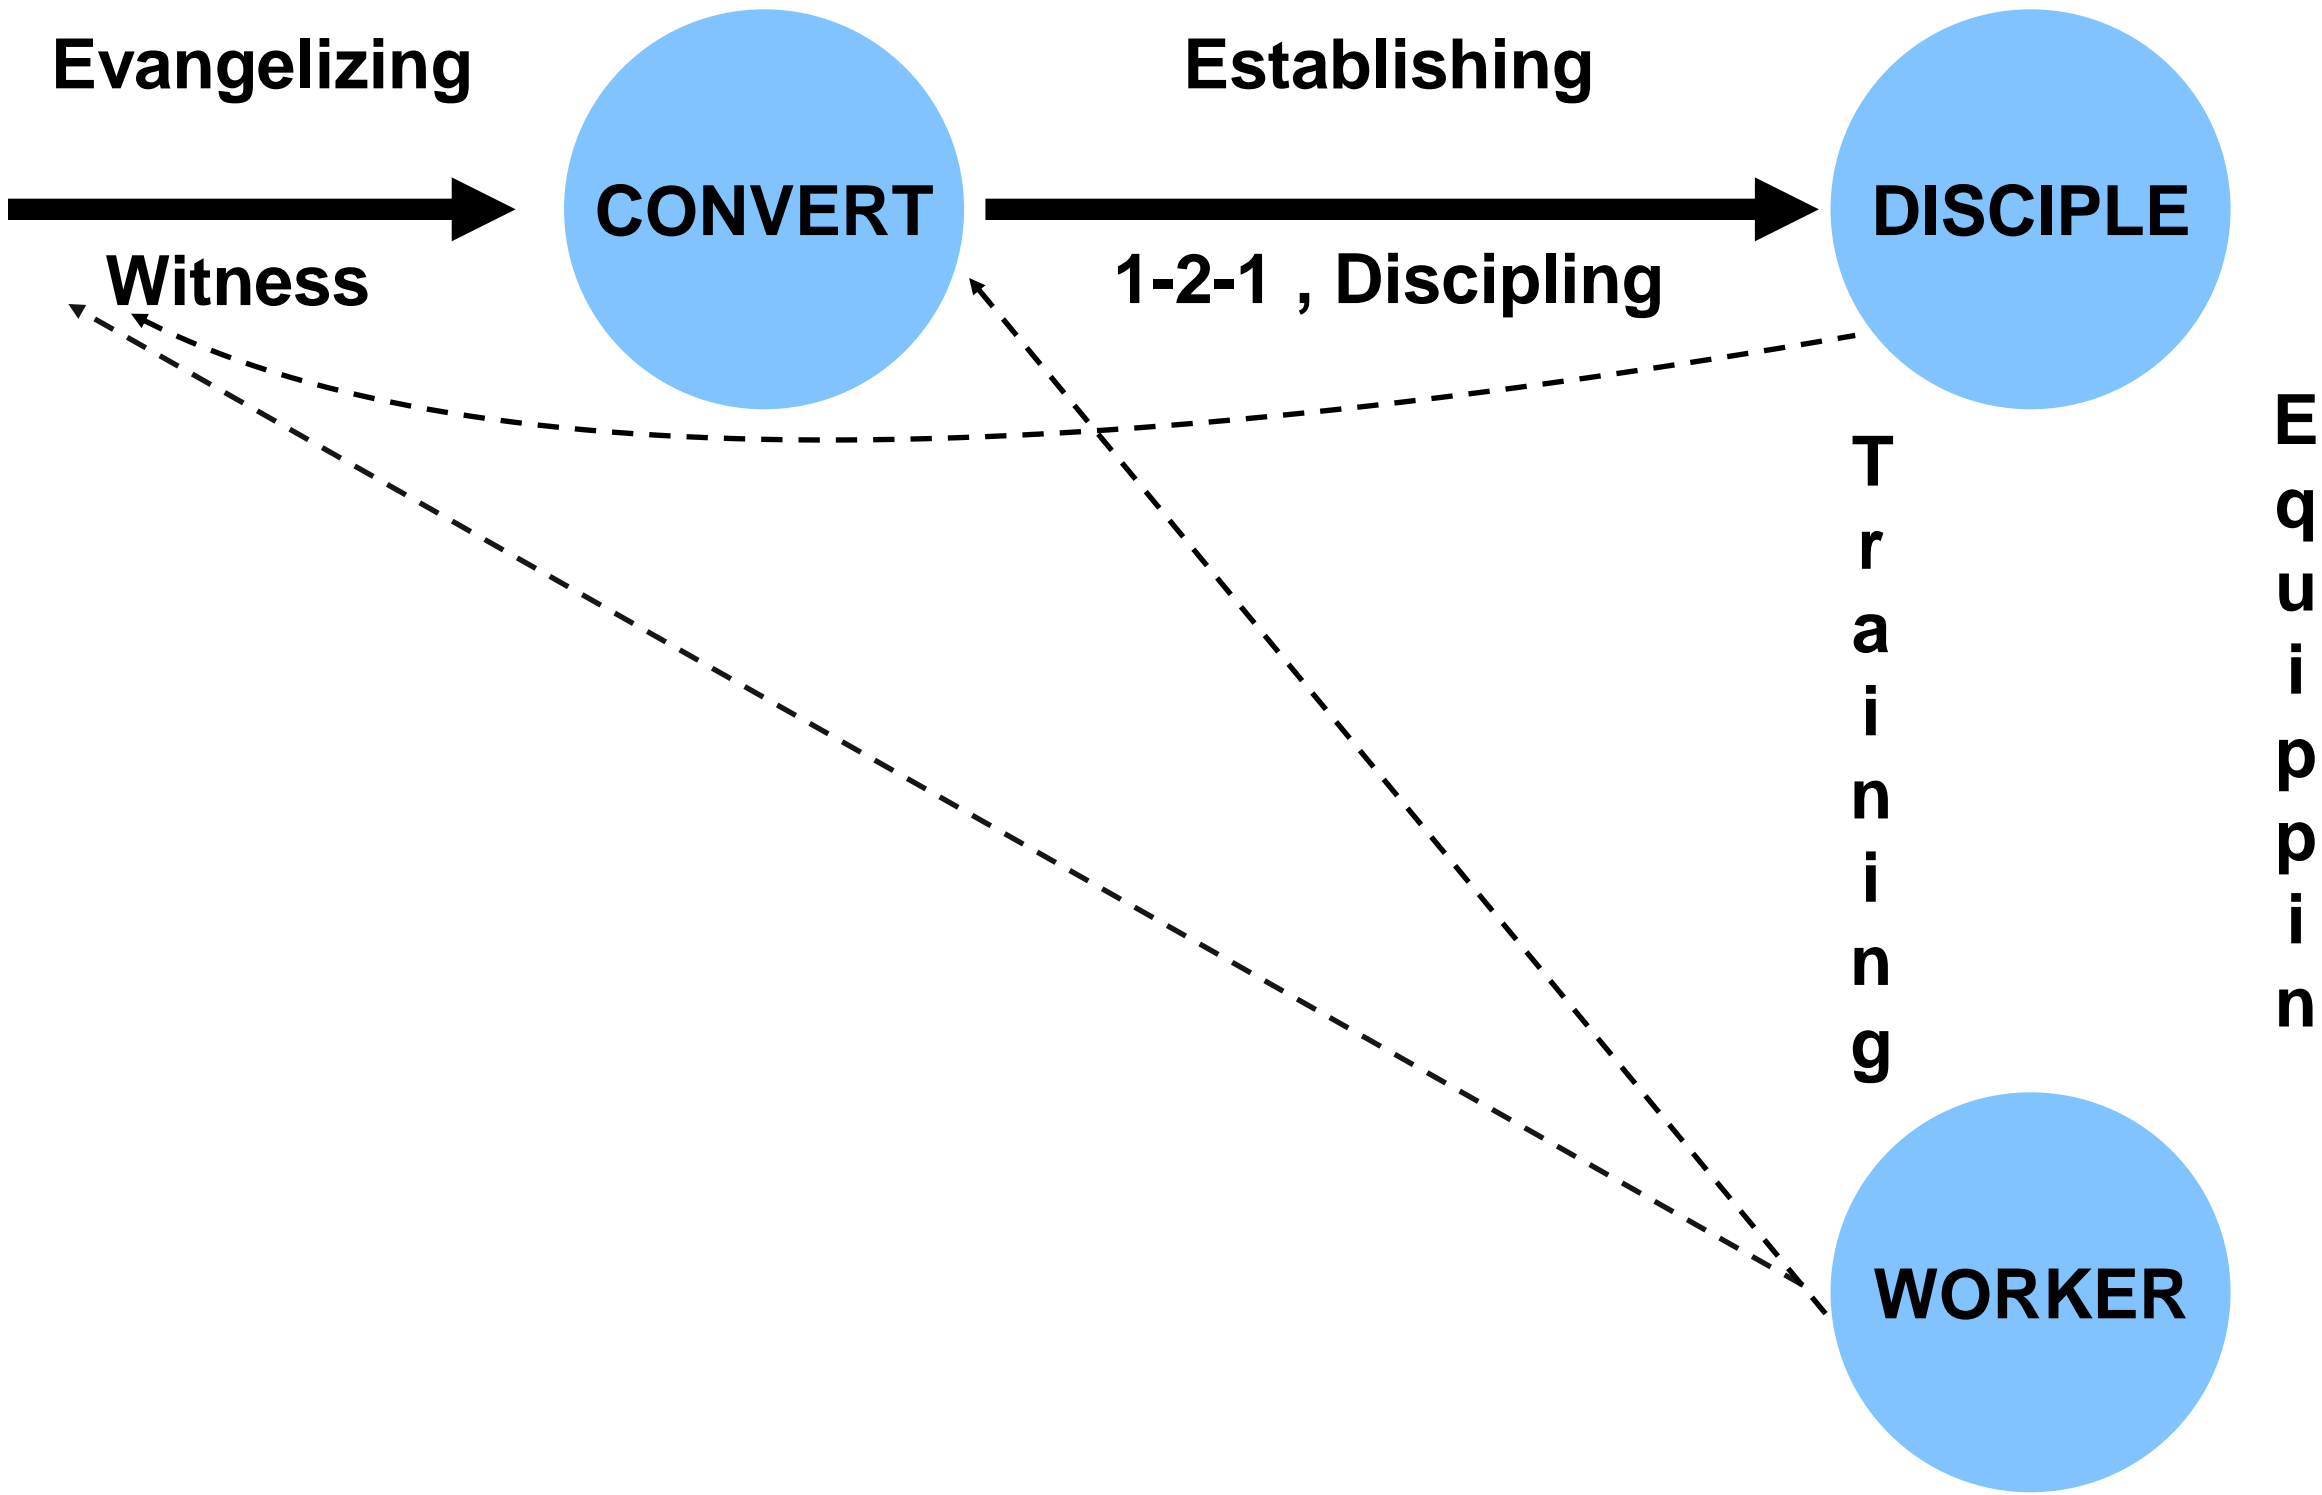 Evangelizing
Establishing
CONVERT
DISCIPLE
Witness
1-2-1 , Discipling
Training
Equippin
WORKER